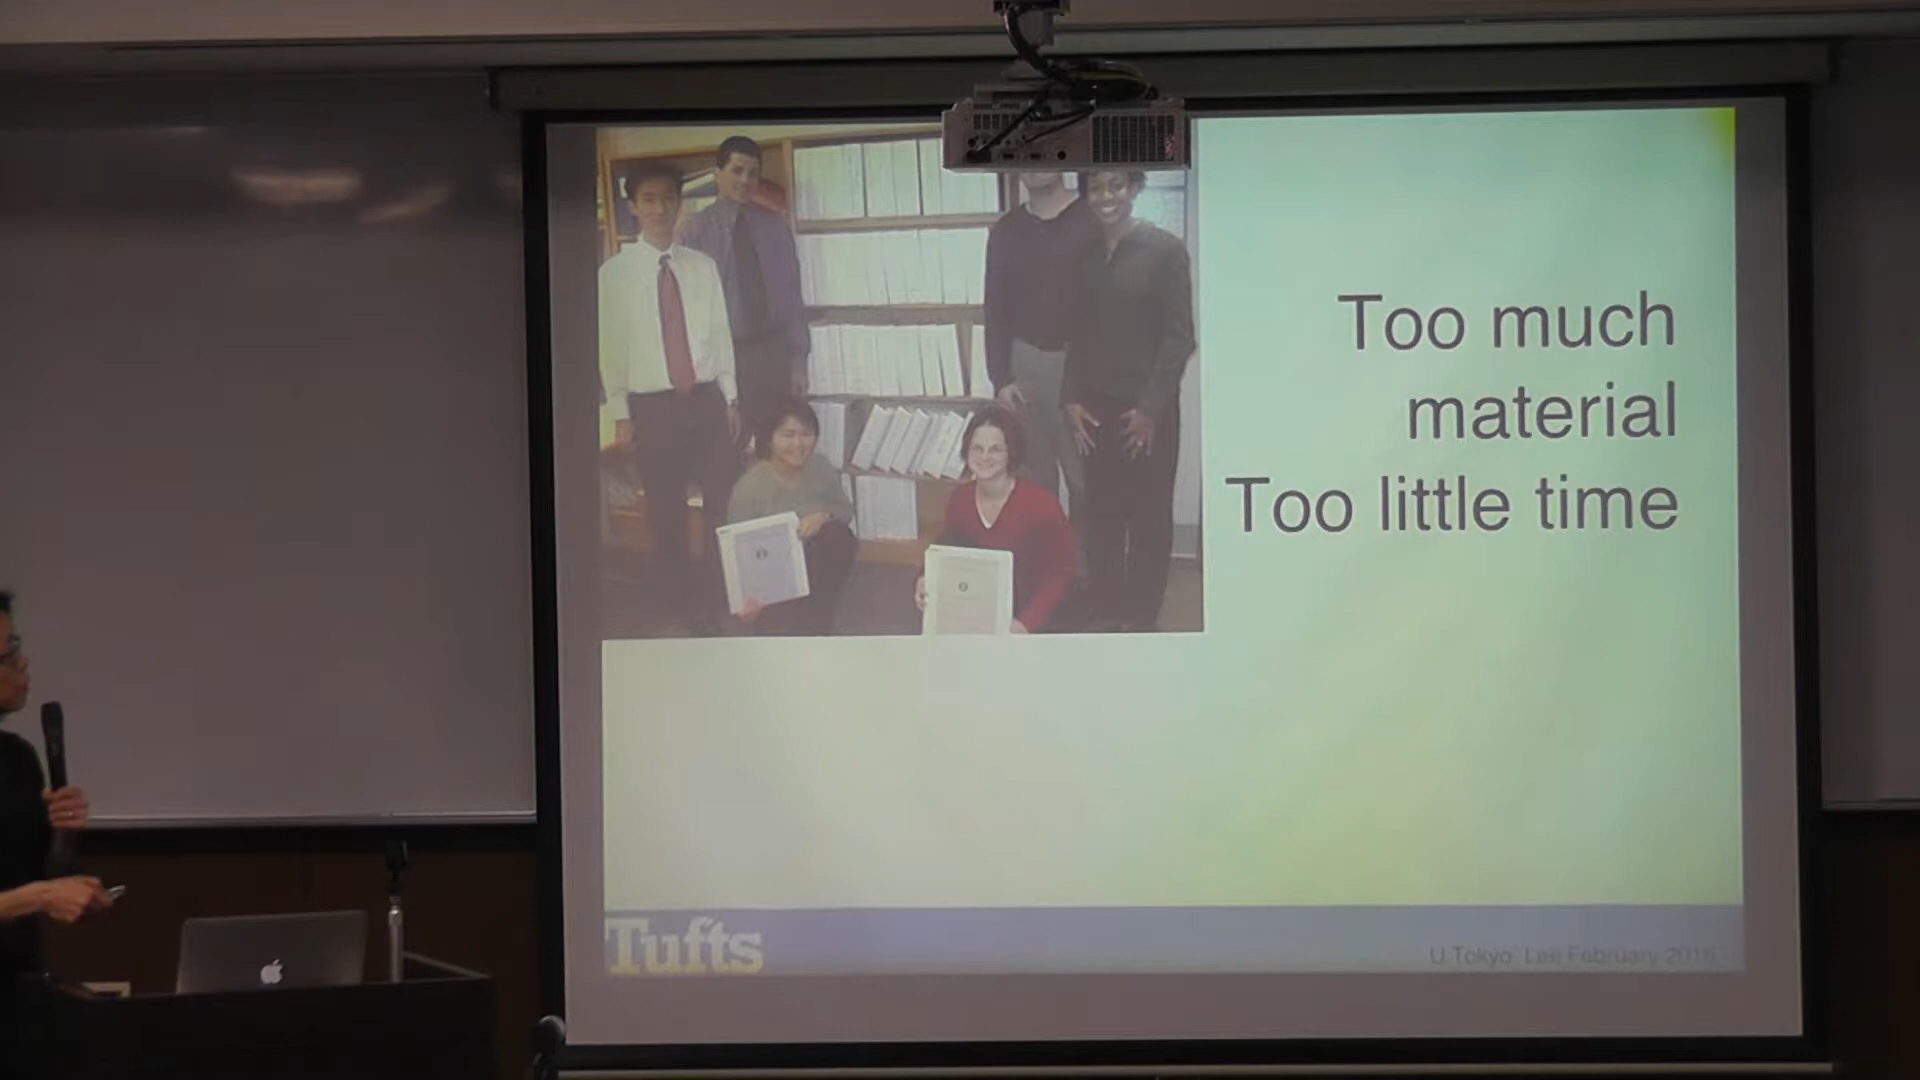 Too much
material
Too little time
Tufts
U Tokyo Lee February 2015